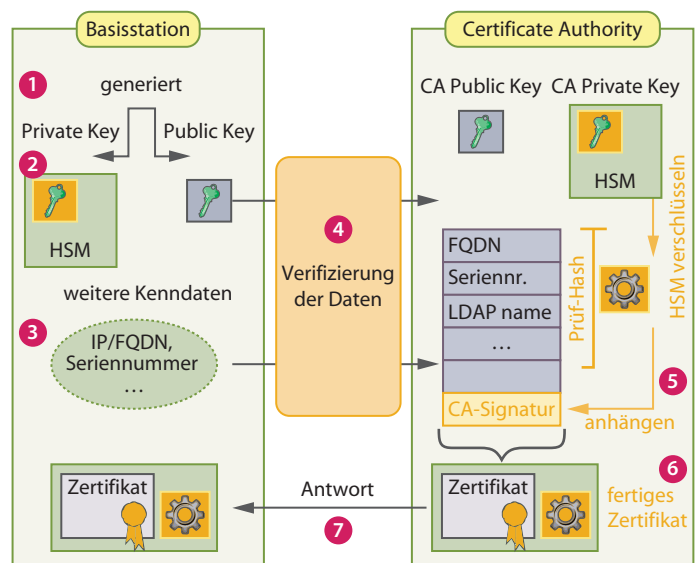 Basisstation
Certificate Authority
1
generiert
Private Key
Public Key
2
HSM
weitere Kenndaten
3
IP/FQDN,
Seriennummer
…
4
Verifizierung
der Daten
CA Public Key
CA Private Key
HSM
HSM verschlüsseln
FQDN
Seriennr.
LDAP name
…
Prüf-Hash
CA-Signatur
5
anhängen
6
Zertifikat
fertiges
Zertifikat
Antwort
7
Zertifikat